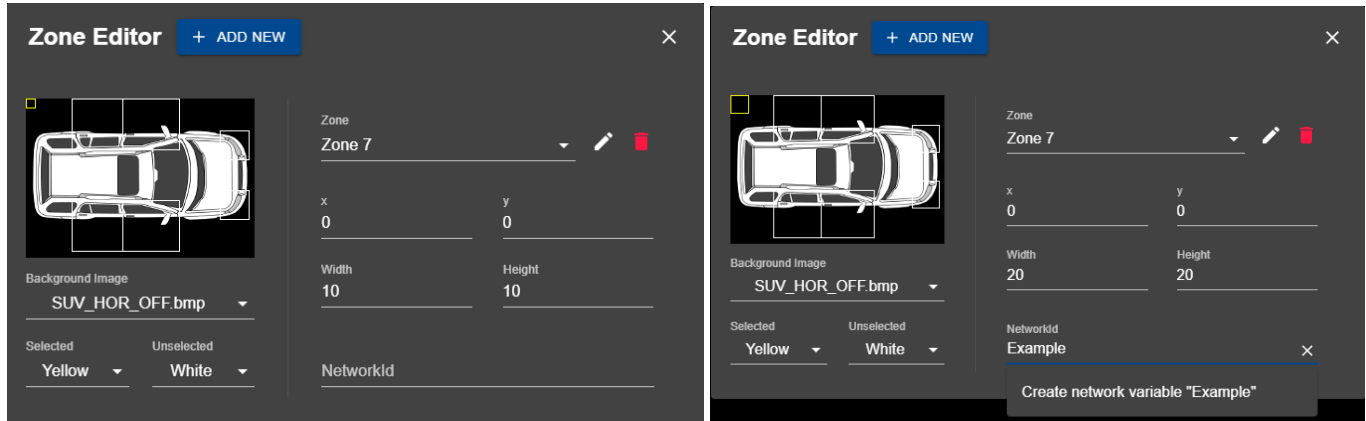 Zone Editor
+ ADD NEW
Zone
Zone 7
x
y
0
0
Width
Height
10
10
Background Image
SUV_HOR_OFF.bmp
Selected
Unselected
Yellow
White
NetworkId
Zone Editor
+ ADD NEW
Zone
Zone 7
x
y
0
0
Width
Height
20
20
Background Image
SUV_HOR_OFF.bmp
Selected
Unselected
Yellow
White
NetworkId
Example
Create network variable "Example"